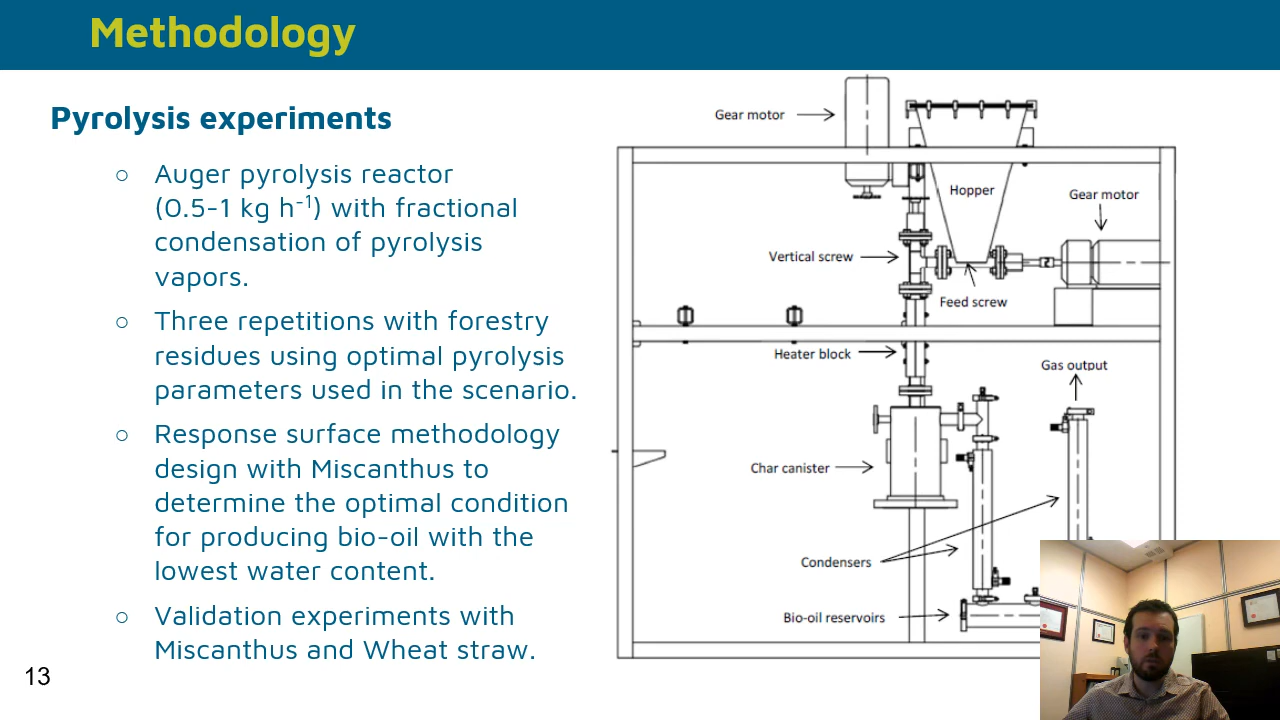 Methodology
Pyrolysis experiments
○ Auger pyrolysis reactor
(0.5-1 kg h-1) with fractional
condensation of pyrolysis
vapors.
○ Three repetitions with forestry
residues using optimal pyrolysis
parameters used in the scenario.
○ Response surface methodology
design with Miscanthus to
determine the optimal condition
for producing bio-oil with the
lowest water content.
○ Validation experiments with
Miscanthus and Wheat straw.
13
Gear motor
Hopper
Gear motor
Vertical screw
Feed screw
Heater block
Gas output
Char canister
Condensers
Bio-oil reservoirs